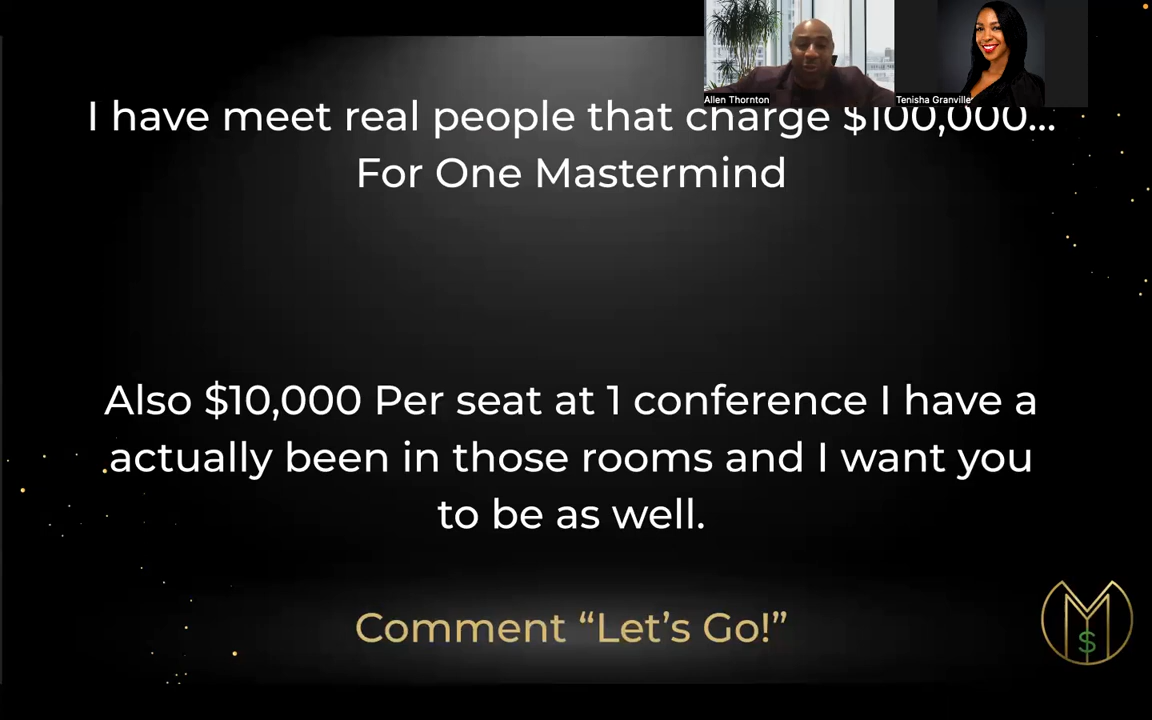 Allen Thornton
Tenisha Granville
I have meet real people that charge $100,000...
For One Mastermind
Also $10,000 Per seat at 1 conference I have a
actually been in those rooms and I want you
to be as well.
Comment “Let’s Go!”
M
$